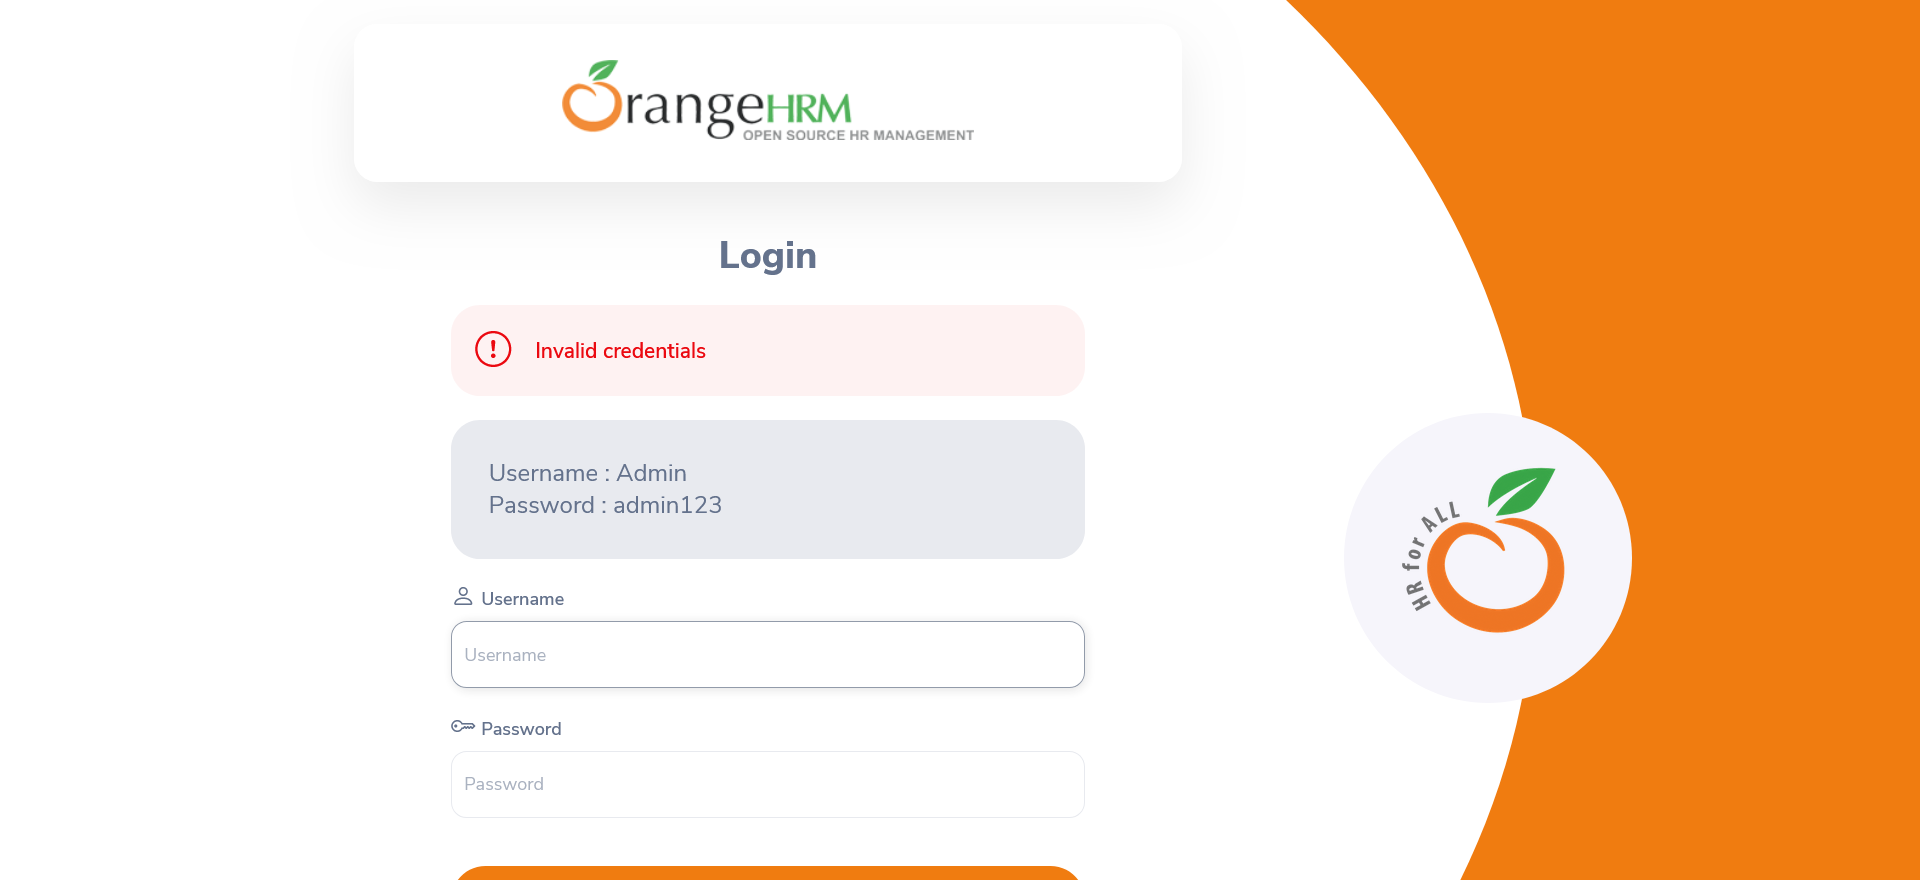 OrangeHRM
OPEN SOURCE HR MANAGEMENT
Login
Invalid credentials
Username : Admin
Password : admin123
Username
Username
Password
Password
HR for ALL